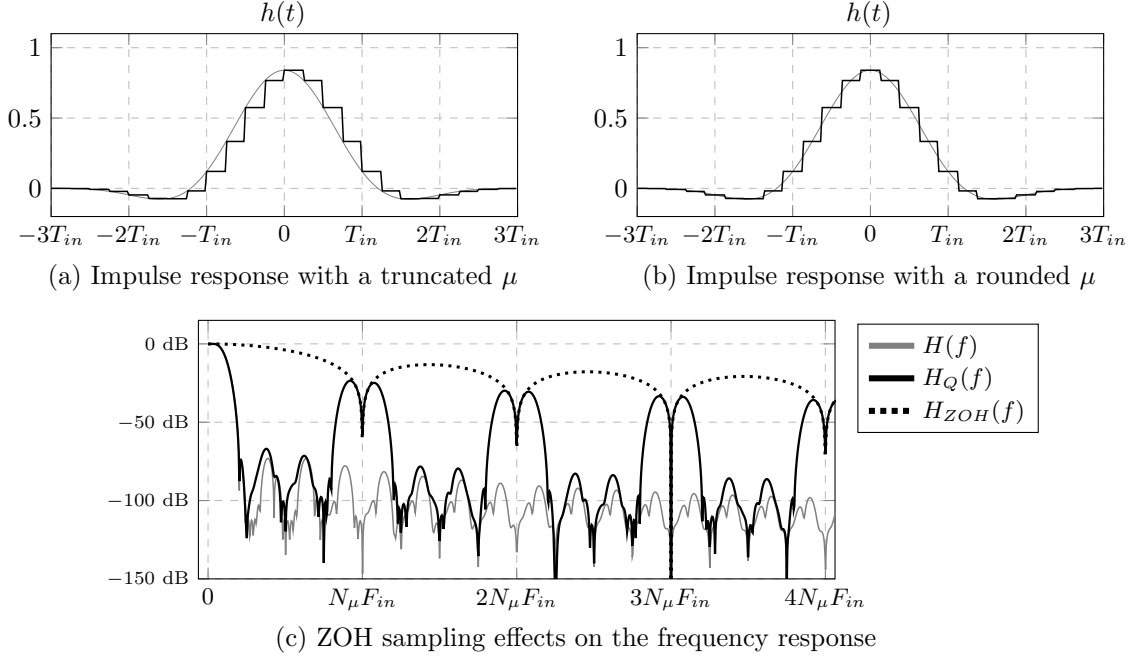 h(t)
1
0.5
0
−3T_in −2T_in −T_in 0 T_in 2T_in 3T_in
(a) Impulse response with a truncated μ
h(t)
1
0.5
0
−3T_in −2T_in −T_in 0 T_in 2T_in 3T_in
(b) Impulse response with a rounded μ
0 dB
−50 dB
−100 dB
−150 dB
0 N_μF_in 2N_μF_in 3N_μF_in 4N_μF_in
H(f)
H_Q(f)
H_ZOH(f)
(c) ZOH sampling effects on the frequency response